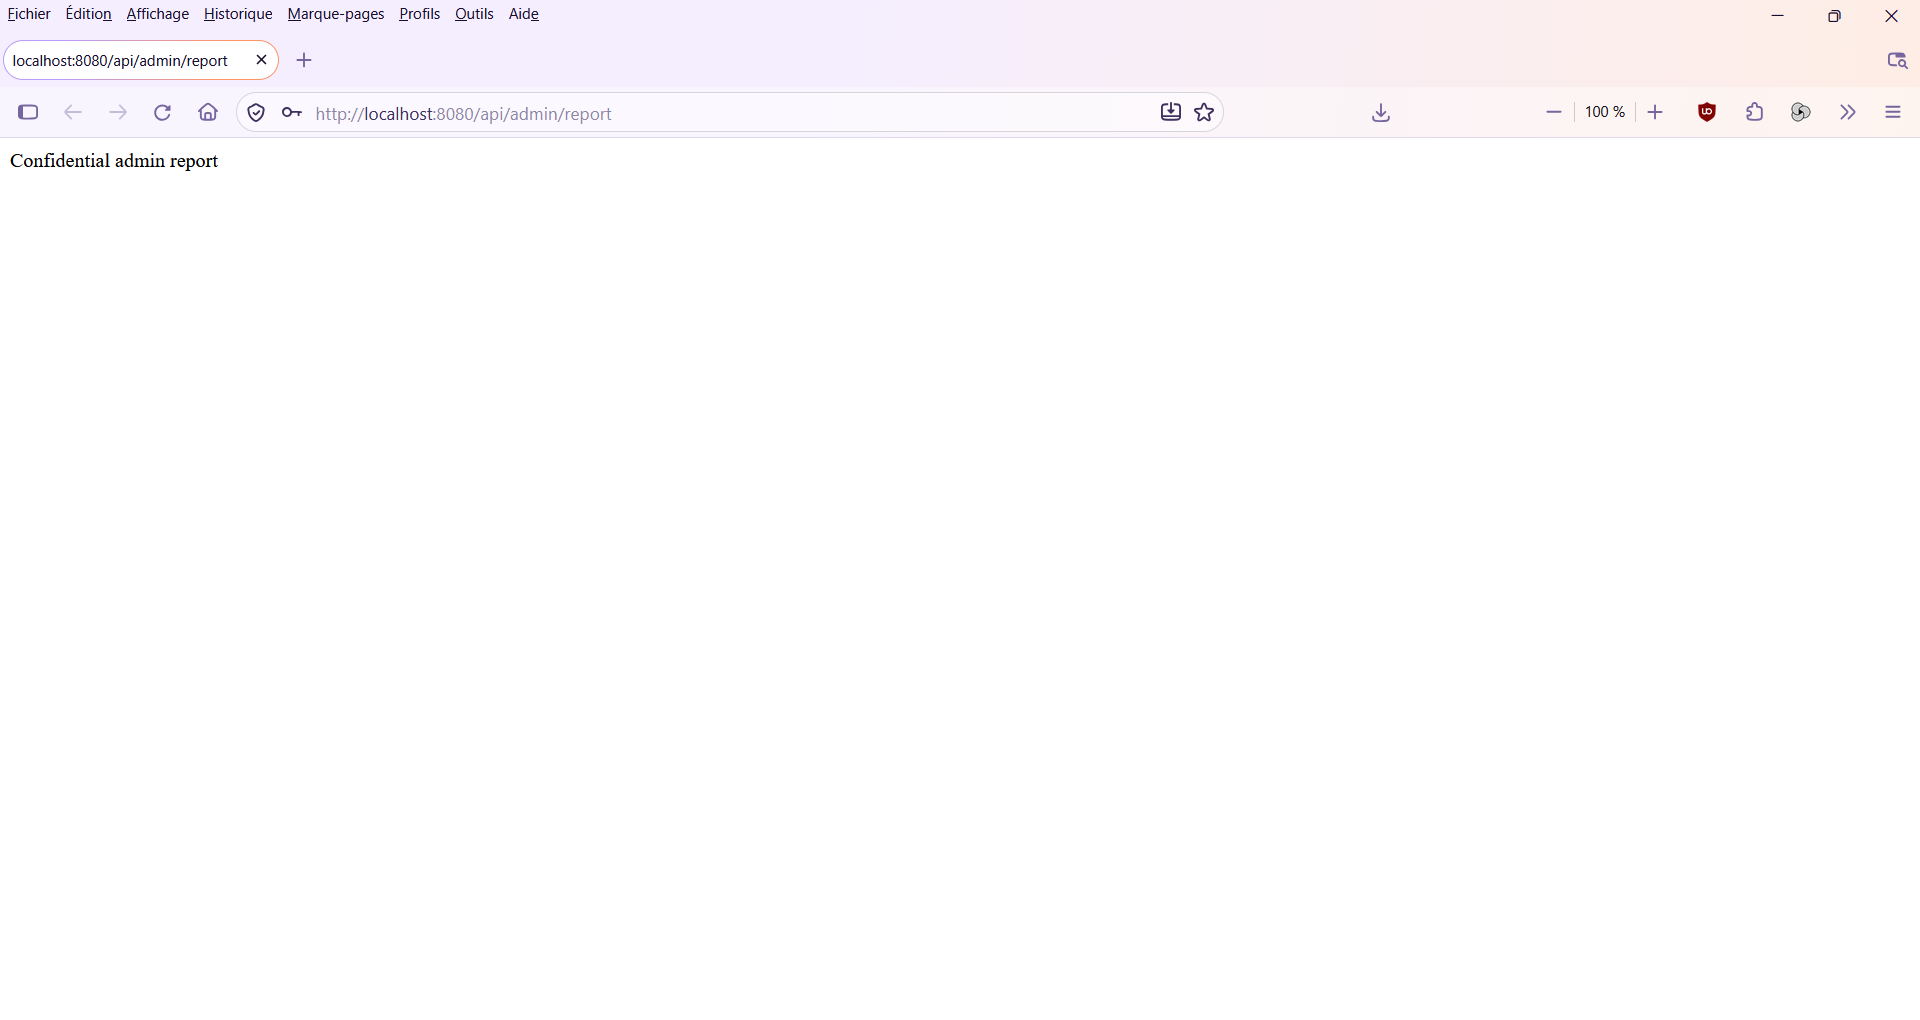 Fichier Édition Affichage Historique Marque-pages Profils Outils Aide
localhost:8080/api/admin/report
http://localhost:8080/api/admin/report
100 %
Confidential admin report